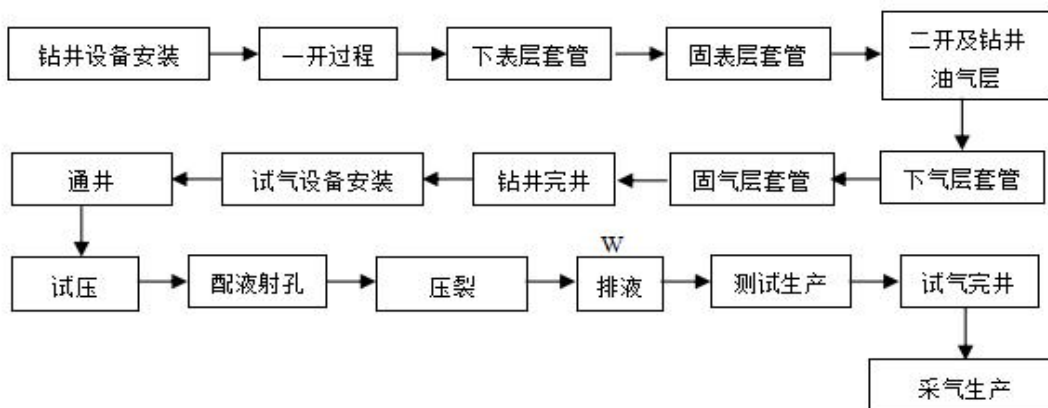 钻井设备安装
一开过程
下表层套管
固表层套管
二开及钻井
油气层
通井
试气设备安装
钻井完井
固气层套管
下气层套管
W
试压
配液射孔
压裂
排液
测试生产
试气完井
采气生产